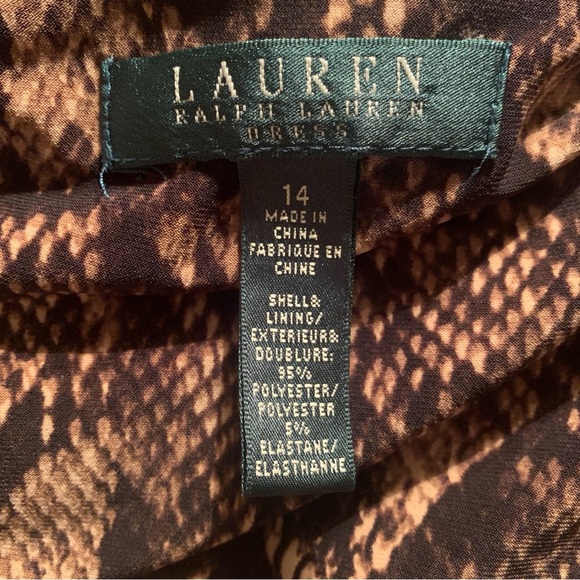 LAUREN
RALPH LAUREN
DRESS
14
MADE IN
CHINA
FABRIQUE EN
CHINE
SHELL&
LINING/
EXTERIEUR&
DOUBLURE:
95%
POLYESTER/
POLYESTER
5%
ELASTANE/
ELASTHANNE